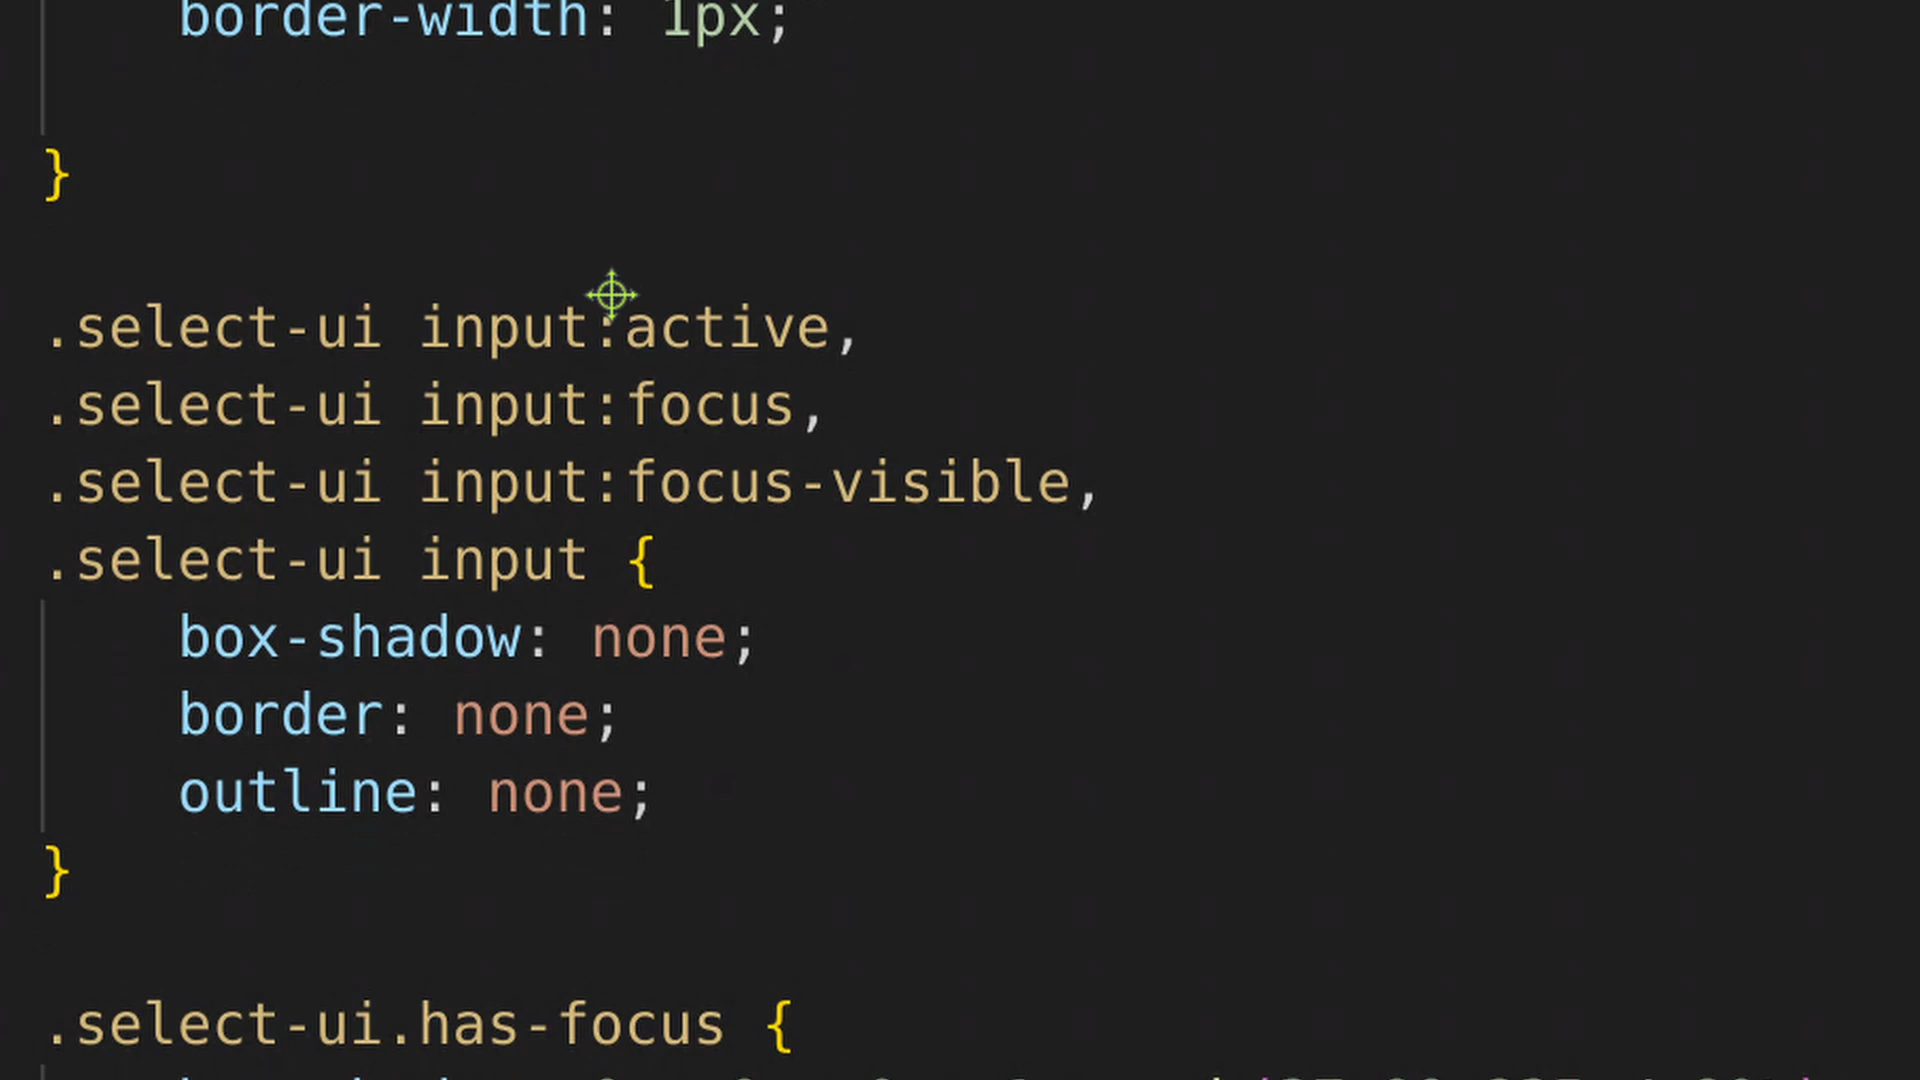 border-width: 1px;
}
.select-ui input:active,
.select-ui input:focus,
.select-ui input:focus-visible,
.select-ui input {
box-shadow: none;
border: none;
outline: none;
}
.select-ui.has-focus {